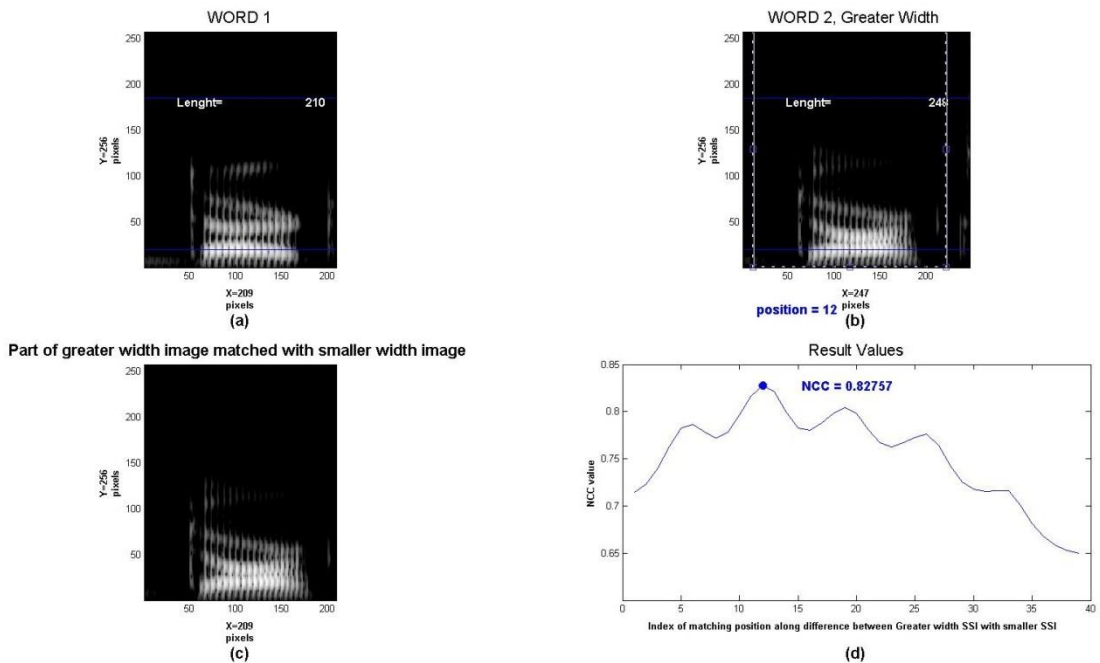 WORD 1
250
200
150
100
50
Y=256
pixels
Lenght= 210
50 100 150 200
X=209
pixels
(a)
WORD 2, Greater Width
250
200
150
100
50
Y=256
pixels
Lenght=
50 100 150 200
X=247
pixels
position = 12
(b)
Part of greater width image matched with smaller width image
250
200
150
100
50
Y=256
pixels
50 100 150 200
X=209
pixels
(c)
Result Values
0.85
0.8
0.75
0.7
0.65
NCC value
NCC = 0.82757
0 5 10 15 20 25 30 35 40
Index of matching position along difference between Greater width SSI with smaller SSI
(d)